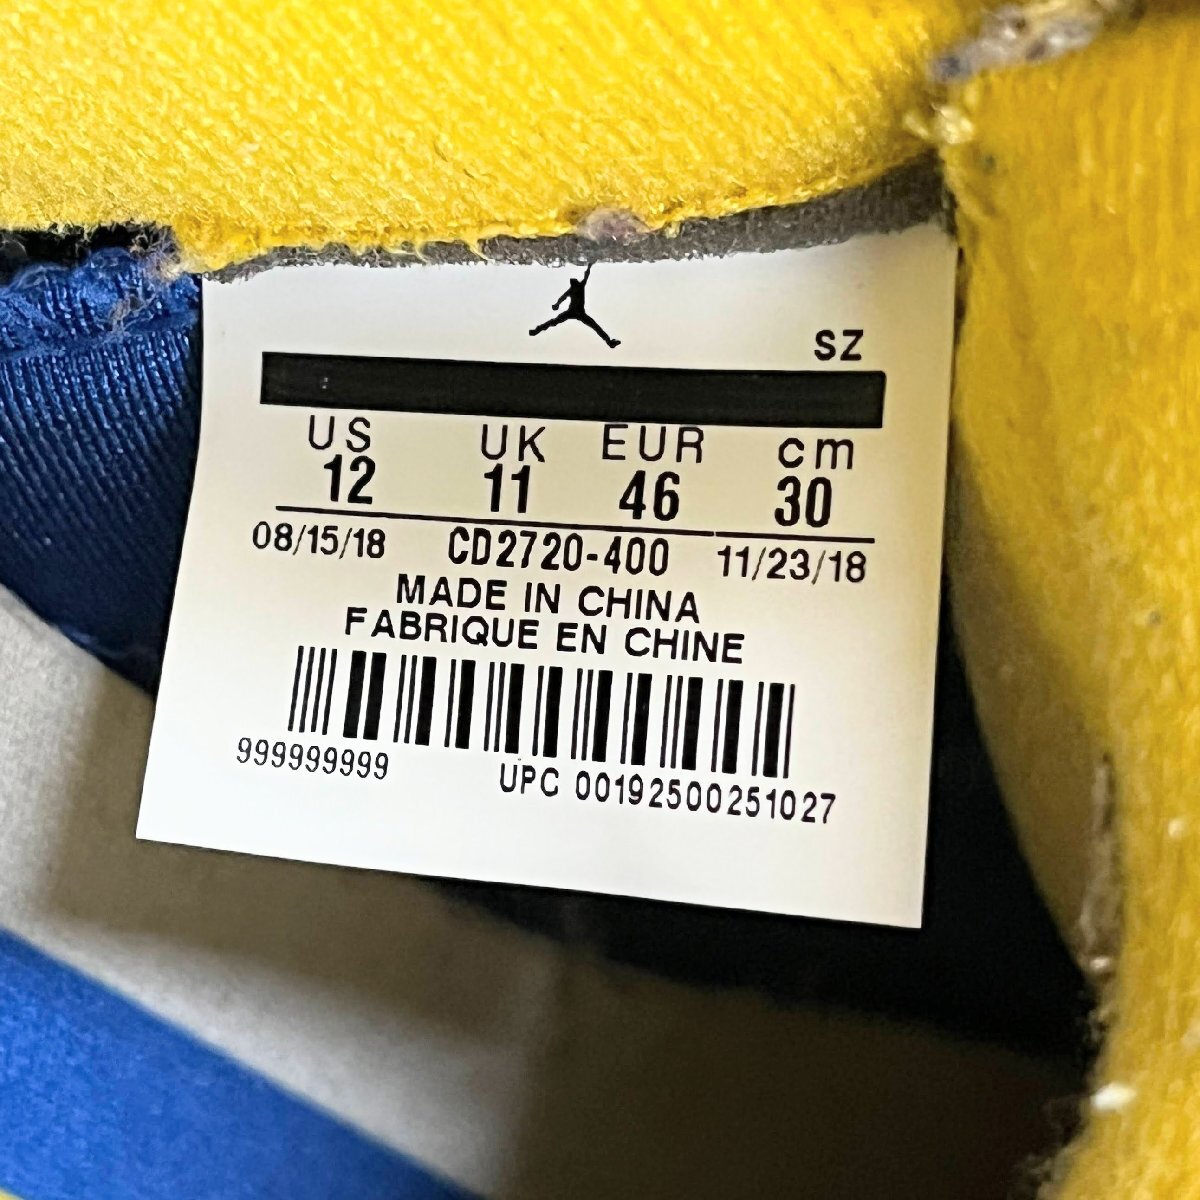 SZ
US UK EUR cm
12 11 46 30
08/15/18 CD2720-400 11/23/18
MADE IN CHINA
FABRIQUE EN CHINE
999999999
UPC 00192500251027